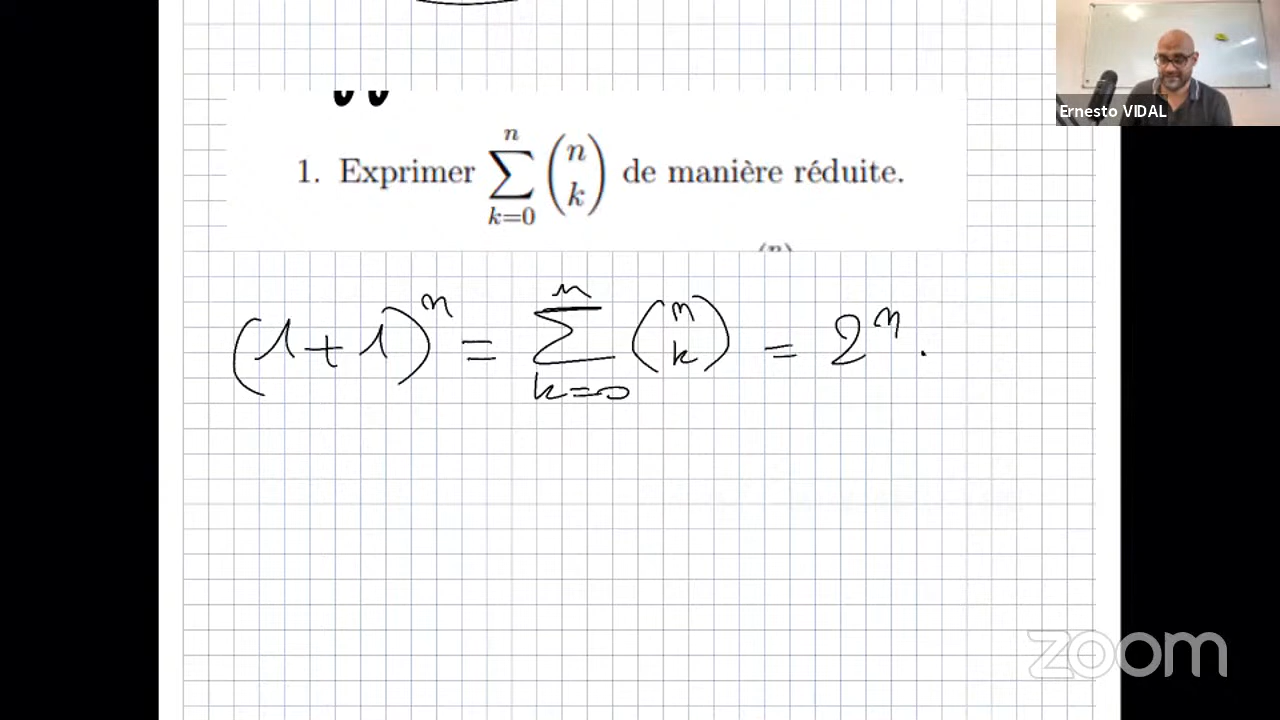 Ernesto VIDAL
1. Exprimer $\sum_{k=0}^{n} \binom{n}{k}$ de manière réduite.
$(1+1)^n = \sum_{k=0}^{n} \binom{n}{k} = 2^n.$
zoom